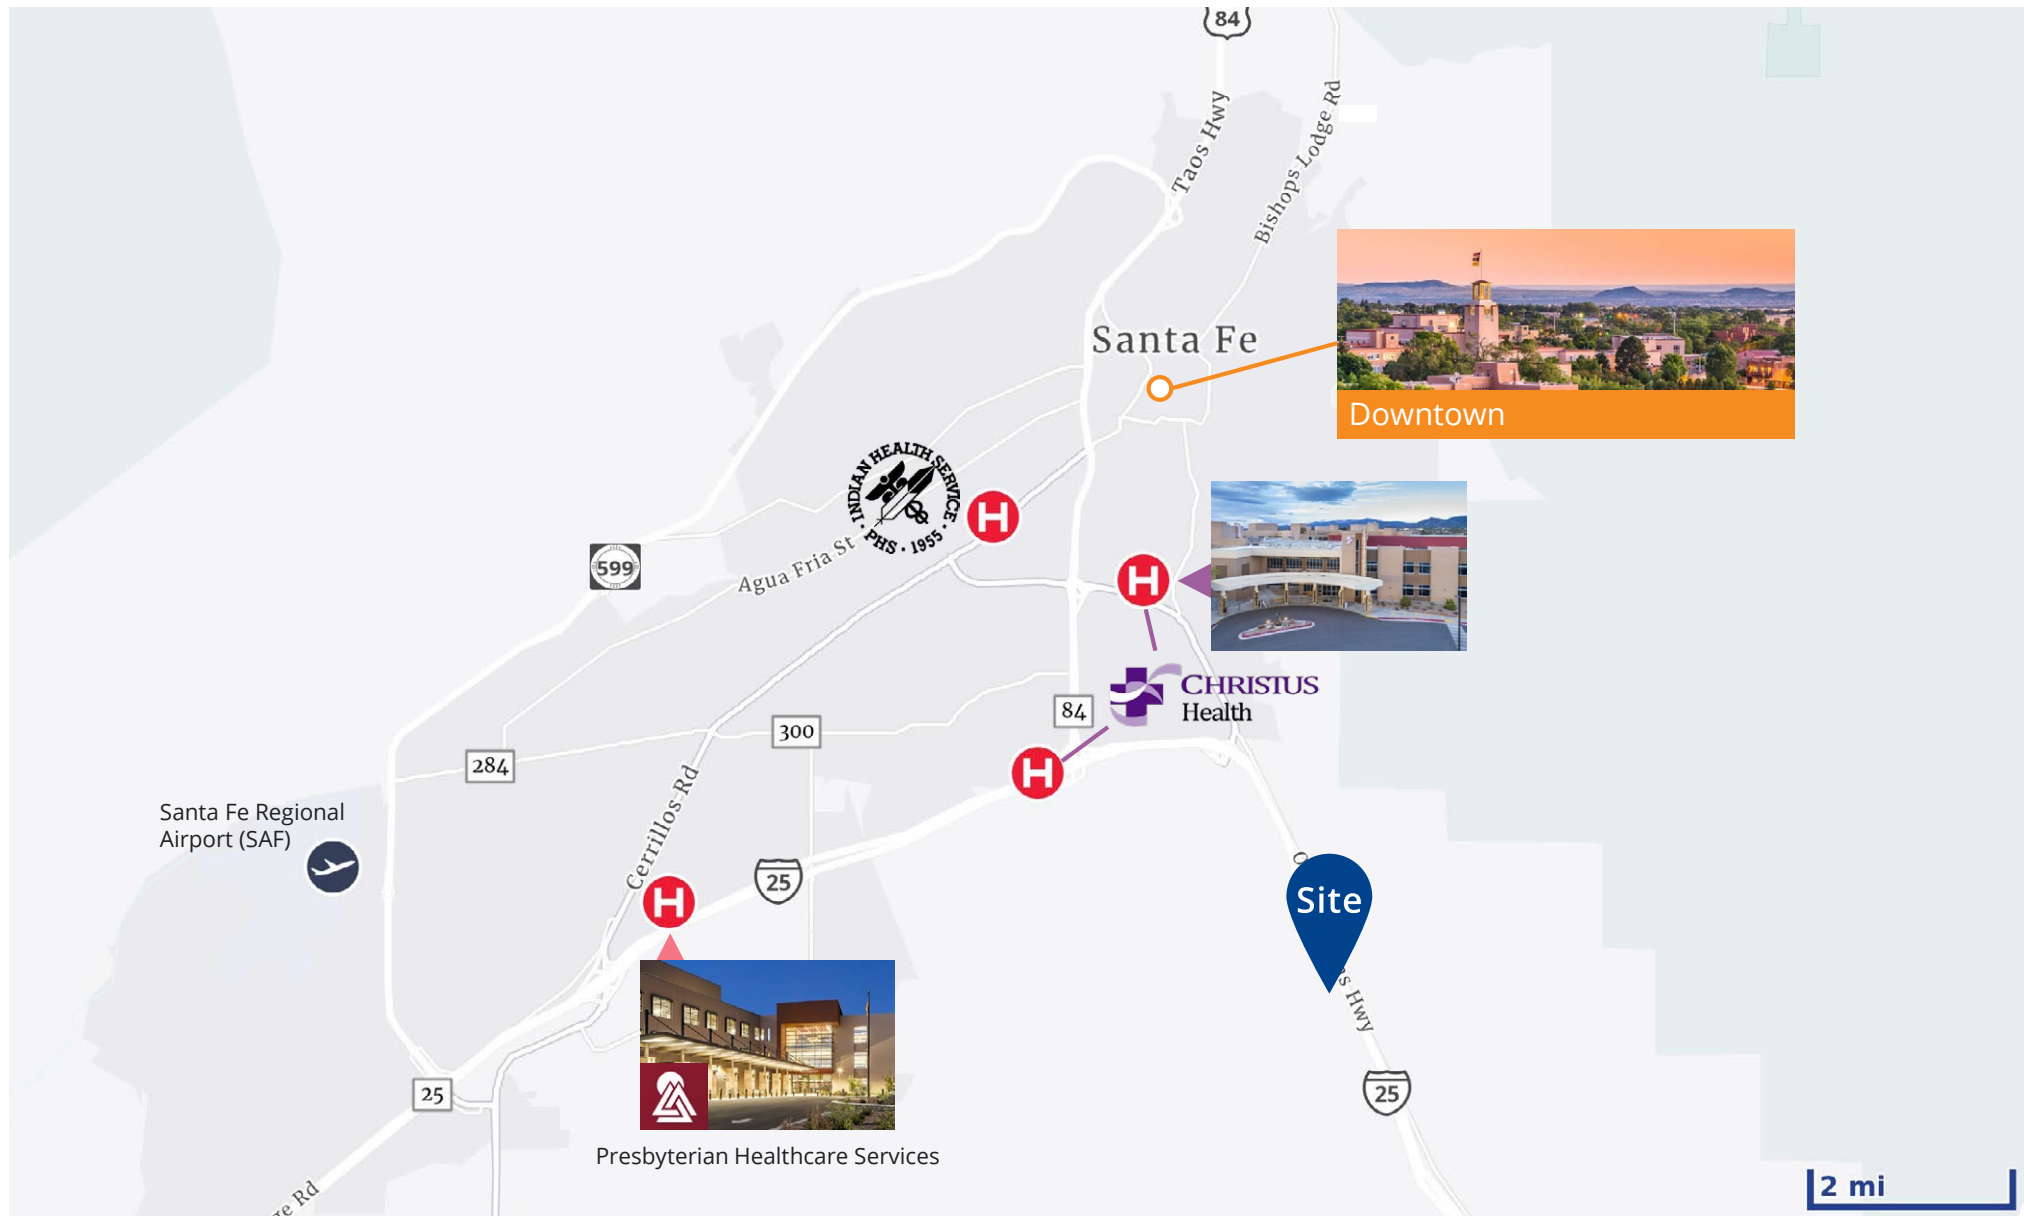 84
Taos Hwy
Bishops Lodge Rd
Santa Fe
Downtown
INDIAN HEALTH SERVICE
PHS · 1955
H
599
Agua Fria St
H
CHRISTUS
Health
84
300
284
H
Cerrillos Rd
Santa Fe Regional
Airport (SAF)
25
H
Site
Hwy
25
25
Presbyterian Healthcare Services
2 mi
Rd